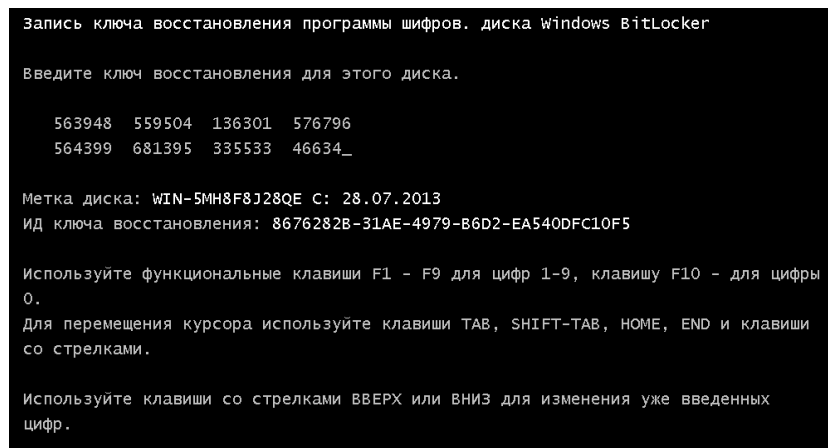 Запись ключа восстановления программы шифров. диска Windows BitLocker
Введите ключ восстановления для этого диска.
563948 559504 136301 576796
564399 681395 335533 46634_
Метка диска: WIN-5MH8F8J28QE C: 28.07.2013
ИД ключа восстановления: 8676282B-31AE-4979-B6D2-EA540DFC10F5
Используйте функциональные клавиши F1 - F9 для цифр 1-9, клавишу F10 - для цифры
0.
Для перемещения курсора используйте клавиши TAB, SHIFT-TAB, HOME, END и клавиши
со стрелками.
Используйте клавиши со стрелками ВВЕРХ или ВНИЗ для изменения уже введенных
цифр.